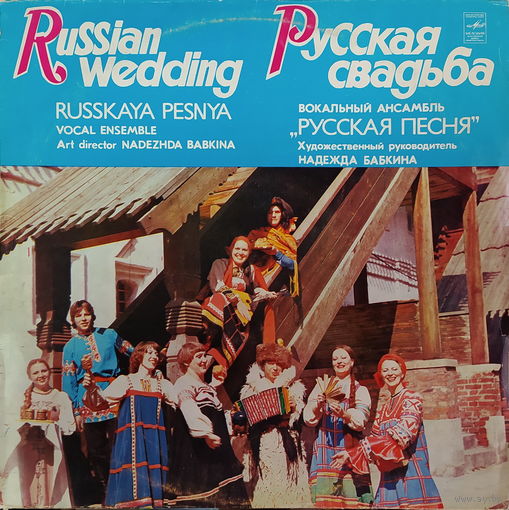 Russian
Wedding
RUSSKAYA PESNYA
VOCAL ENSEMBLE
Art director NADEZHDA BABKINA
Русская
свадьба
ВОКАЛЬНЫЙ АНСАМБЛЬ
„РУССКАЯ ПЕСНЯ”
Художественный руководитель
НАДЕЖДА БАБКИНА